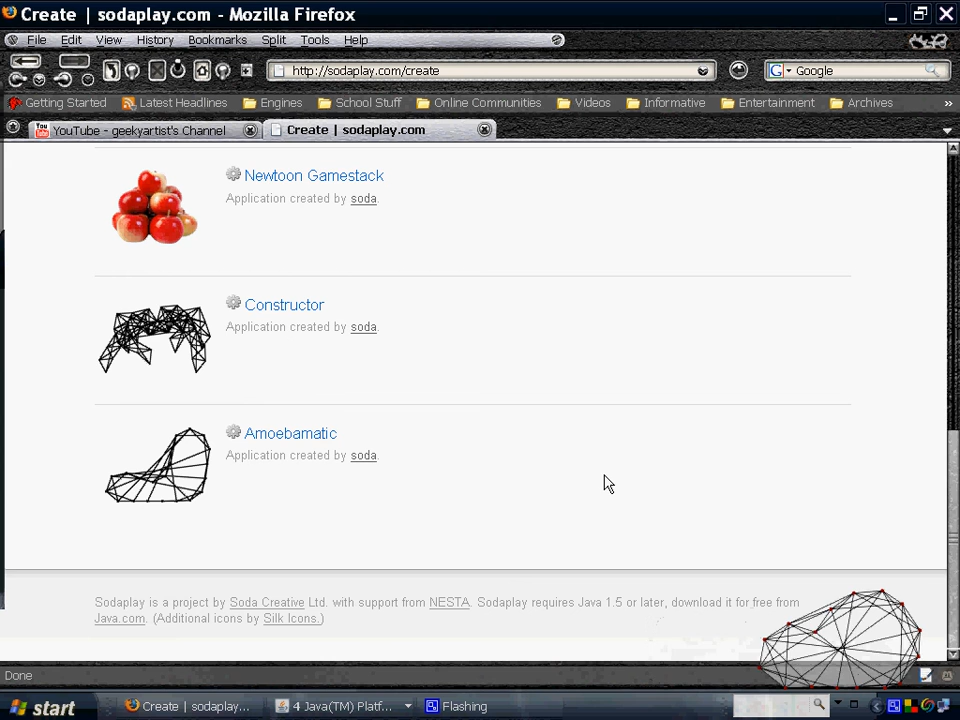 Create | sodaplay.com - Mozilla Firefox
File Edit View History Bookmarks Split Tools Help
http://sodaplay.com/create
G Google
Getting Started Latest Headlines Engines School Stuff Online Communities Videos Informative Entertainment Archives »
YouTube - geekyartist's Channel Create | sodaplay.com
Newtoon Gamestack
Application created by soda.
Constructor
Application created by soda.
Amoebamatic
Application created by soda.
Sodaplay is a project by Soda Creative Ltd. with support from NESTA. Sodaplay requires Java 1.5 or later, download it for free from
Java.com. (Additional icons by Silk Icons.)
Done
start Create | sodaplay... 4 Java(TM) Platf... Flashing